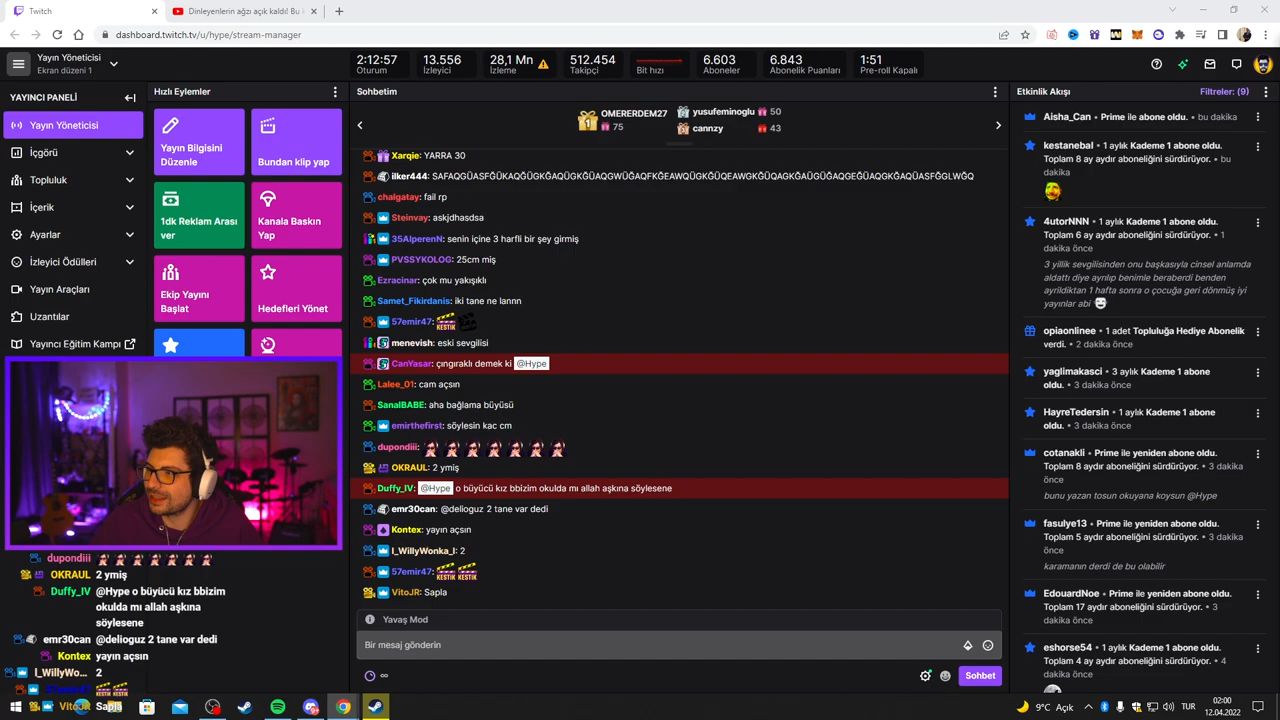 Twitch
Dinleyenlerin ağzı açık kaldı! Bu
dashboard.twitch.tv/u/hype/stream-manager
Yayın Yöneticisi
Ekran düzeni 1
2:12:57
Oturum
13.556
İzleyici
28,1 Mn
İzleme
512.454
Takipçi
Bit hızı
6.603
Aboneler
6.843
Abonelik Puanları
1:51
Pre-roll Kapalı
YAYINCI PANELİ
Yayın Yöneticisi
İçgörü
Topluluk
İçerik
Ayarlar
İzleyici Ödülleri
Yayın Araçları
Uzantılar
Yayıncı Eğitim Kampı
Hızlı Eylemler
Yayın Bilgisini
Düzenle
Bundan klip yap
1dk Reklam Arası
ver
Kanala Baskın
Yap
Ekip Yayını
Başlat
Hedefleri Yönet
Sohbetim
1
OMERERDEM27
75
yusufeminoglu 50
cannzy 43
Xarqie: YARRA 30
ilker444: SAFAQGÜASFĞÜKAQĞÜGKĞAQÜGKĞÜAQGWÜĞAQFKĞEAWQÜGKĞÜQEAWGKĞÜQAGKĞAÜGÜĞAQGEĞÜAQGKĞAQÜASFĞGLWĞQ
chalgatay: fail rp
Steinvay: askjdhasdsa
35AlperenN: senin içine 3 harfli bir şey girmiş
PVSSYKOLOG: 25cm miş
Ezracinar: çok mu yakışıklı
Samet_Fikirdanis: iki tane ne lannn
57emir47: KESTIK
menevish: eski sevgilisi
CanYasar: çıngıraklı demek ki @Hype
Lalee_01: cam açsın
SanalBABE: aha bağlama büyüsü
emirthefirst: söylesin kac cm
dupondiii:
OKRAUL: 2 ymiş
Duffy_IV: @Hype o büyücü kız bbizim okulda mı allah aşkına söylesene
emr30can: @delioguz 2 tane var dedi
Kontex: yayın açsın
I_WillyWonka_I: 2
57emir47: KESTIK KESTIK
VitoJR: Sapla
Yavaş Mod
Bir mesaj gönderin
Sohbet
Etkinlik Akışı
Filtreler: (9)
Aisha_Can • Prime ile abone oldu. • bu dakika
kestanebal • 1 aylık Kademe 1 abone oldu.
Toplam 8 ay aydır aboneliğini sürdürüyor. • bu
dakika
4utorNNN • 1 aylık Kademe 1 abone oldu.
Toplam 6 ay aydır aboneliğini sürdürüyor. • 1
dakika önce
3 yillik sevgilisinden onu başkasıyla cinsel anlamda
aldattı diye ayrılıp benimle beraberdi benden
ayrildiktan 1 hafta sonra o çocuğa geri dönmüş iyi
yayınlar abi
opiaonlinee • 1 adet Topluluğa Hediye Abonelik
verdi. • 2 dakika önce
yaglimakasci • 3 aylık Kademe 1 abone
oldu. • 3 dakika önce
HayreTedersin • 1 aylık Kademe 1 abone
oldu. • 3 dakika önce
cotanakli • Prime ile yeniden abone oldu.
Toplam 8 aydır aboneliğini sürdürüyor. • 3 dakika
önce
bunu yazan tosun okuyana koysun @Hype
fasulye13 • Prime ile yeniden abone oldu.
Toplam 5 aydır aboneliğini sürdürüyor. • 3 dakika
önce
karamanın derdi de bu olabilir
EdouardNoe • Prime ile yeniden abone oldu.
Toplam 17 aydır aboneliğini sürdürüyor. • 3
dakika önce
eshorse54 • 1 aylık Kademe 1 abone oldu.
Toplam 4 ay aydır aboneliğini sürdürüyor. • 4
dakika önce
dupondiii
OKRAUL 2 ymiş
Duffy_IV @Hype o büyücü kız bbizim
okulda mı allah aşkına
söylesene
emr30can @delioguz 2 tane var dedi
Kontex yayın açsın
I_WillyWo... 2
KESTIK KESTIK
VitoJR Sapla
9°C Açık
TUR
02:00
12.04.2022